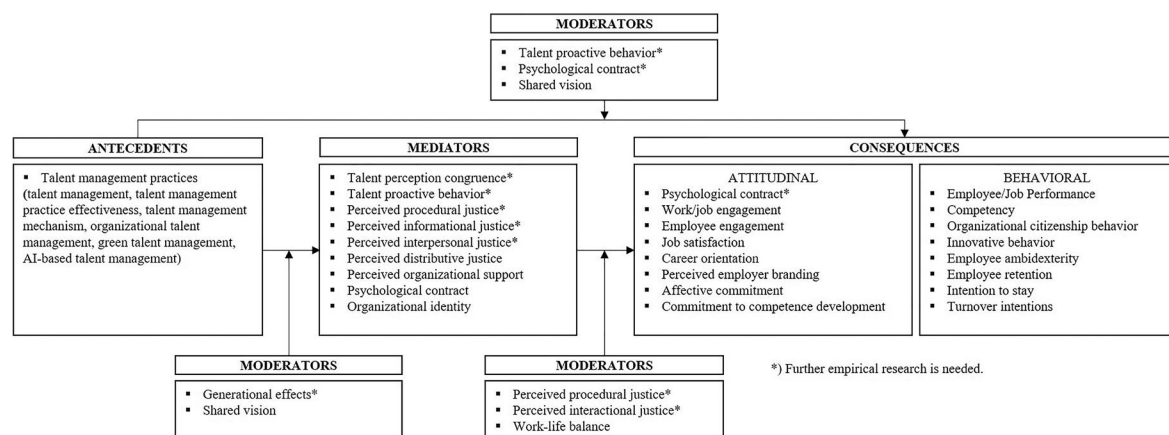 MODERATORS
▪ Talent proactive behavior*
▪ Psychological contract*
▪ Shared vision
ANTECEDENTS
▪ Talent management practices
(talent management, talent management
practice effectiveness, talent management
mechanism, organizational talent
management, green talent management,
AI-based talent management)
MEDIATORS
▪ Talent perception congruence*
▪ Talent proactive behavior*
▪ Perceived procedural justice*
▪ Perceived informational justice*
▪ Perceived interpersonal justice*
▪ Perceived distributive justice
▪ Perceived organizational support
▪ Psychological contract
▪ Organizational identity
CONSEQUENCES
ATTITUDINAL
▪ Psychological contract*
▪ Work/job engagement
▪ Employee engagement
▪ Job satisfaction
▪ Career orientation
▪ Perceived employer branding
▪ Affective commitment
▪ Commitment to competence development
BEHAVIORAL
▪ Employee/Job Performance
▪ Competency
▪ Organizational citizenship behavior
▪ Innovative behavior
▪ Employee ambidexterity
▪ Employee retention
▪ Intention to stay
▪ Turnover intentions
MODERATORS
▪ Generational effects*
▪ Shared vision
MODERATORS
▪ Perceived procedural justice*
▪ Perceived interactional justice*
▪ Work-life balance
*) Further empirical research is needed.